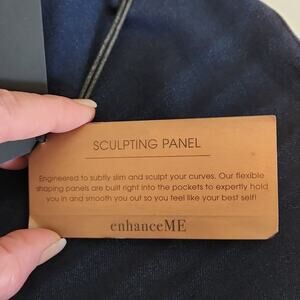 SCULPTING PANEL
Engineered to subtly slim and sculpt your curves. Our flexible
shaping panels are built right into the pockets to expertly hold
you in and smooth you out so you feel like your best self!
enhanceME